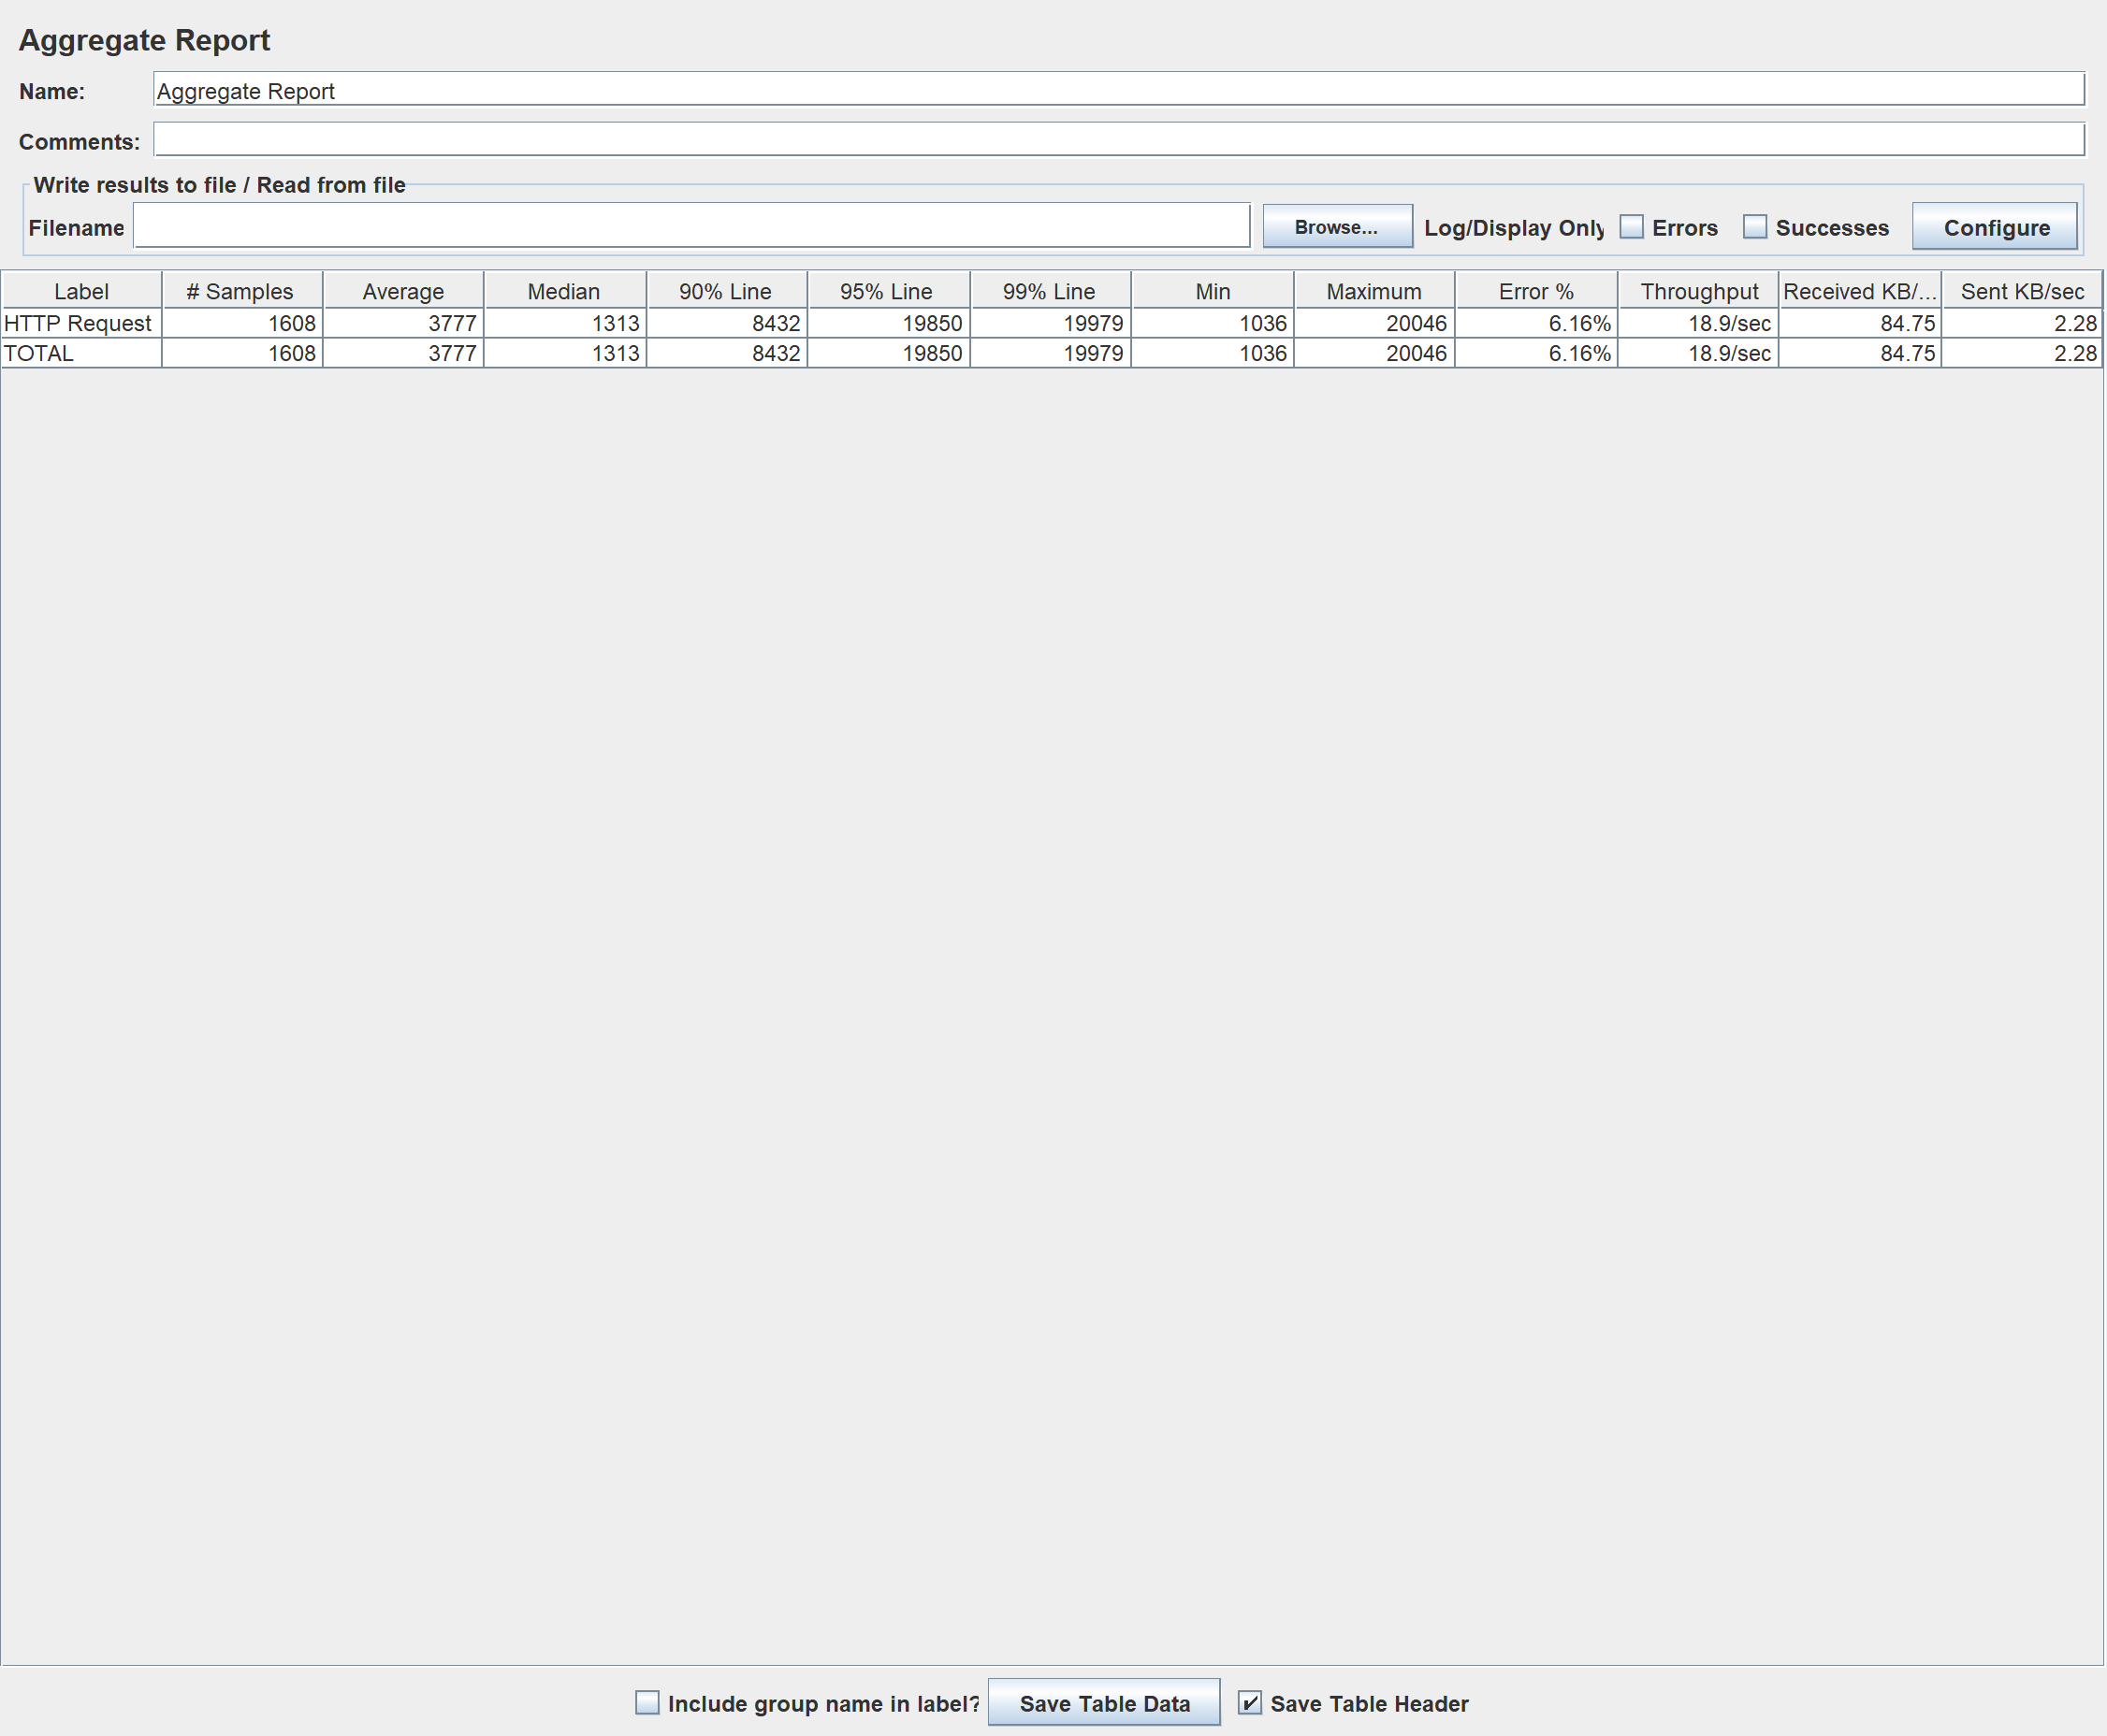 Aggregate Report
Name: Aggregate Report
Comments:
Write results to file / Read from file
Filename Browse... Log/Display Only Errors Successes Configure
Label # Samples Average Median 90% Line 95% Line 99% Line Min Maximum Error % Throughput Received KB/... Sent KB/sec
HTTP Request 1608 3777 1313 8432 19850 19979 1036 20046 6.16% 18.9/sec 84.75 2.28
TOTAL 1608 3777 1313 8432 19850 19979 1036 20046 6.16% 18.9/sec 84.75 2.28
Include group name in label? Save Table Data Save Table Header